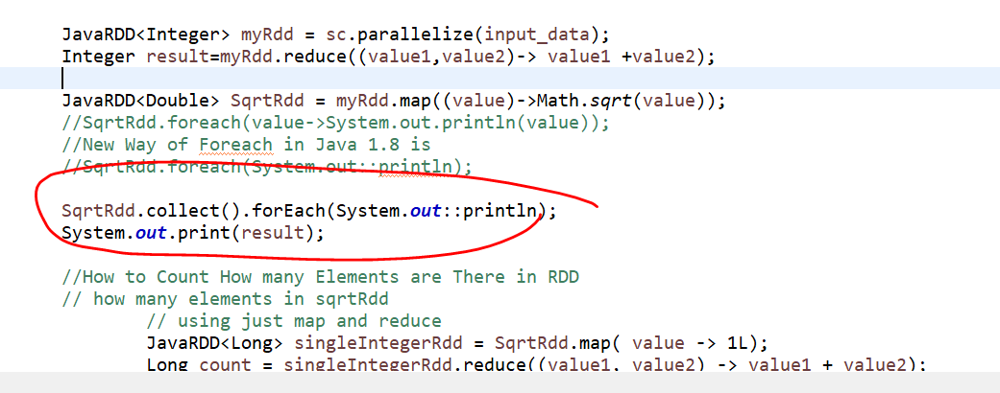 JavaRDD<Integer> myRdd = sc.parallelize(input_data);
Integer result=myRdd.reduce((value1,value2)-> value1 +value2);
JavaRDD<Double> SqrtRdd = myRdd.map((value)->Math.sqrt(value));
//SqrtRdd.foreach(value->System.out.println(value));
//New Way of Foreach in Java 1.8 is
//SqrtRdd.foreach(System.out::println);
SqrtRdd.collect().forEach(System.out::println);
System.out.print(result);
//How to Count How many Elements are There in RDD
// how many elements in sqrtRdd
// using just map and reduce
JavaRDD<Long> singleIntegerRdd = SqrtRdd.map( value -> 1L);
Long count = singleIntegerRdd.reduce((value1, value2) -> value1 + value2);